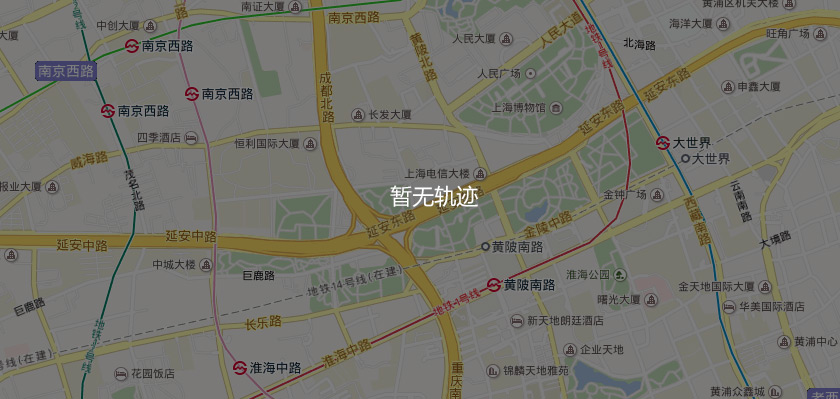 南证大厦
南京西路
黄浦区机关大楼
中创大厦
海洋大厦
旺角广场
大厦
南京西路
人民大厦
人民大道
地铁1号线
北海路
黄陂北路
南京西路
人民广场
成都北路
申鑫大厦
南京西路
延安东路
南京西路
上海博物馆
长发大厦
延安东路
四季酒店
恒利国际大厦
大世界
威海路
大世界
茂名北路
上海电信大楼
报业大厦
暂无轨迹
金钟广场
云南南路
西藏南路
延安东路
金陵中路
延安中路
延安中路
黄陂南路
大境路
中城大楼
巨鹿路
地铁14号线(在建)
淮海公园
黄陂南路
金天地国际大厦
巨鹿路
地铁1号线
曙光大厦
华美国际酒店
长乐路
新天地朗廷酒店
黄浦中心
淮海中路
企业天地
号线(在建)
淮海中路
花园饭店
锦麟天地雅苑
重庆南
黄浦众鑫城